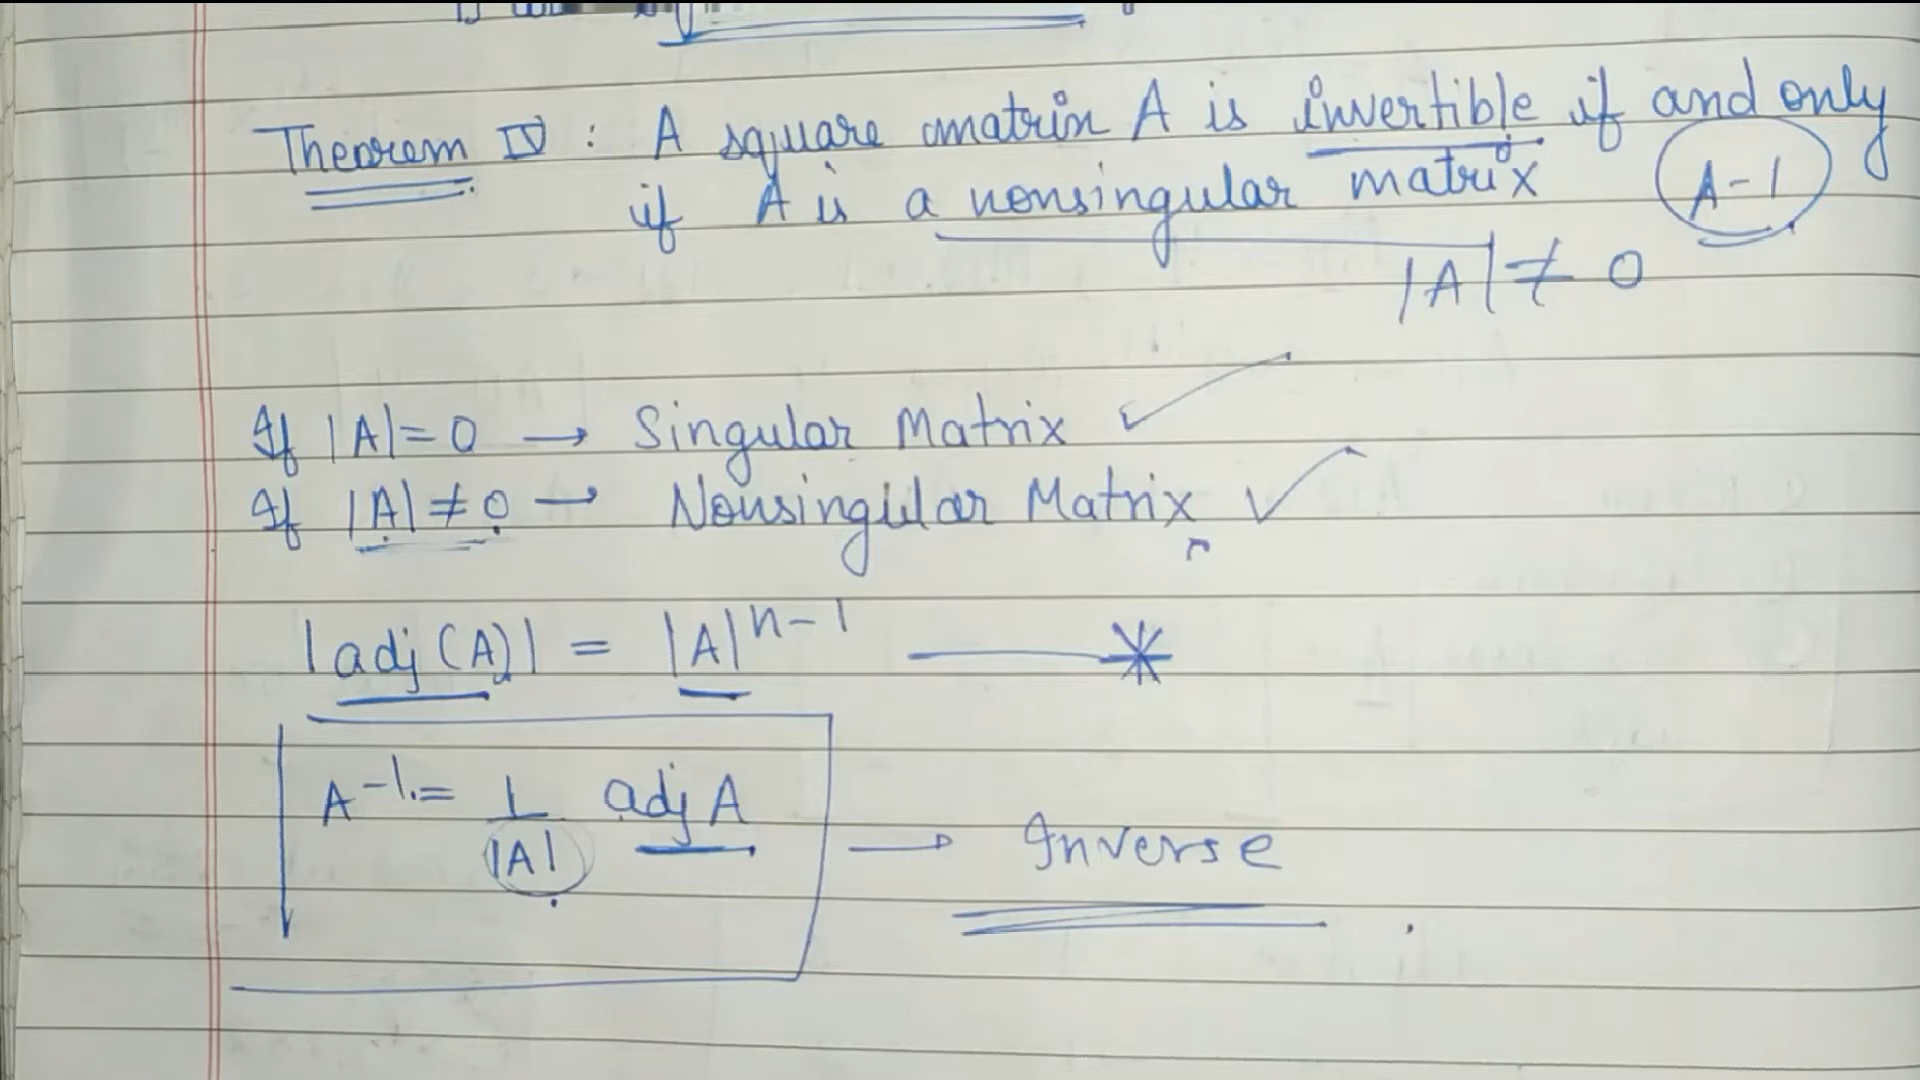 Theorem IV : A square matrix A is invertible if and only
if A is a nonsingular matrix
A-1
|A| ≠ 0
If |A| = 0 → Singular Matrix ✓
If |A| ≠ 0 → Nonsingular Matrix ✓
|adj(A)| = |A|^n-1
A^-1 = 1/|A| adj A → Inverse